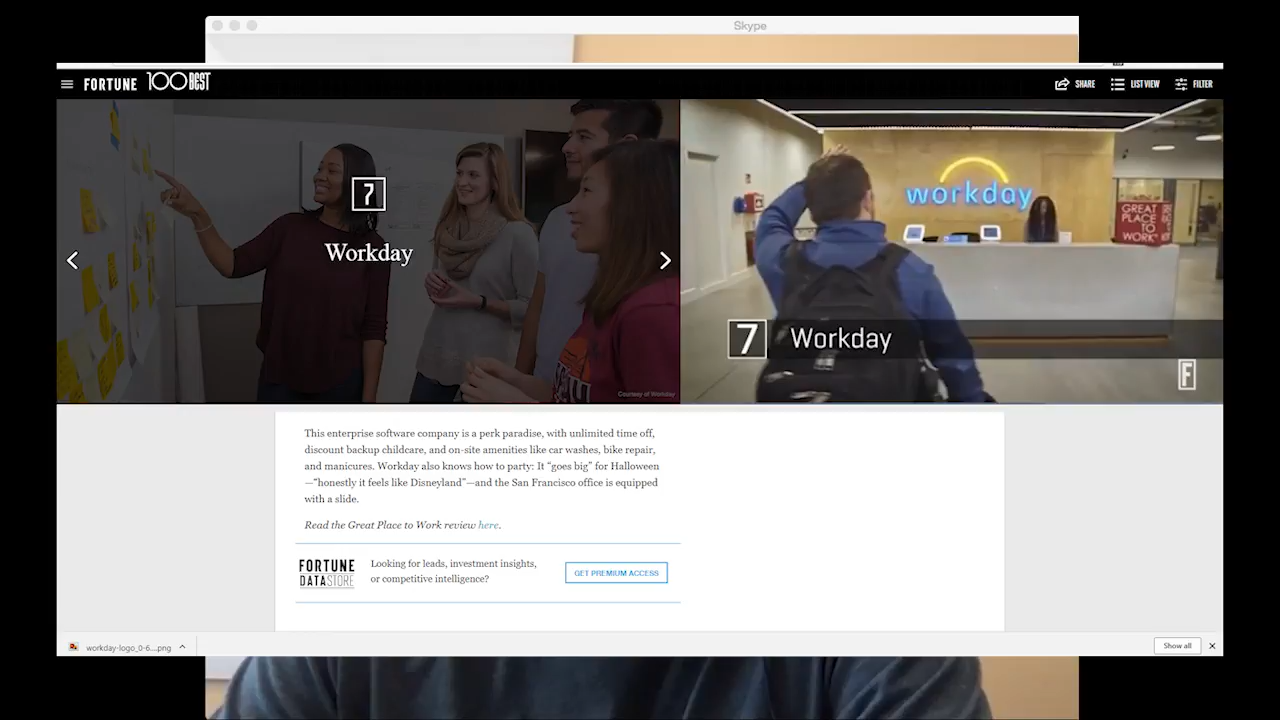 Skype
FORTUNE 100 BEST
SHARE
LIST VIEW
FILTER
7
Workday
Courtesy of Workday
workday
GREAT
PLACE
TO
WORK
7 Workday
F
This enterprise software company is a perk paradise, with unlimited time off,
discount backup childcare, and on-site amenities like car washes, bike repair,
and manicures. Workday also knows how to party: It “goes big” for Halloween
—“honestly it feels like Disneyland”—and the San Francisco office is equipped
with a slide.
Read the Great Place to Work review here.
FORTUNE
DATASTORE
Looking for leads, investment insights,
or competitive intelligence?
GET PREMIUM ACCESS
workday-logo_0-6....png
Show all